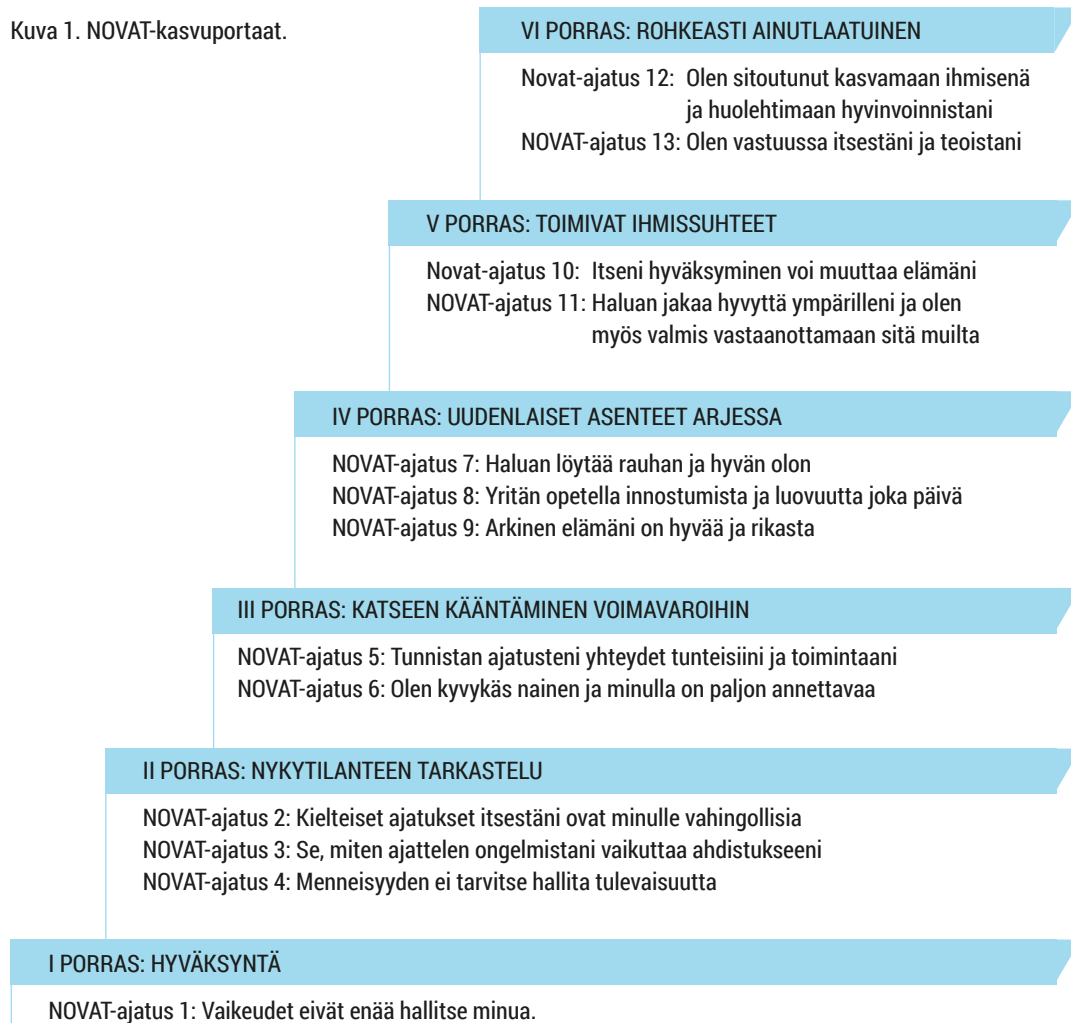 Kuva 1. NOVAT-kasvuportaat.
VI PORRAS: ROHKEASTI AINUTLAATUINEN
Novat-ajatus 12: Olen sitoutunut kasvamaan ihmisenä
ja huolehtimaan hyvinvoinnistani
NOVAT-ajatus 13: Olen vastuussa itsestäni ja teoistani
V PORRAS: TOIMIVAT IHMISSUHTEET
Novat-ajatus 10: Itseni hyväksyminen voi muuttaa elämäni
NOVAT-ajatus 11: Haluan jakaa hyvyttä ympärilleni ja olen
myös valmis vastaanottamaan sitä muilta
IV PORRAS: UUDENLAISET ASENTEET ARJESSA
NOVAT-ajatus 7: Haluan löytää rauhan ja hyvän olon
NOVAT-ajatus 8: Yritän opetella innostumista ja luovuutta joka päivä
NOVAT-ajatus 9: Arkinen elämäni on hyvää ja rikasta
III PORRAS: KATSEEN KÄÄNTÄMINEN VOIMAVAROIHIN
NOVAT-ajatus 5: Tunnistan ajatusteni yhteydet tunteisiini ja toimintaani
NOVAT-ajatus 6: Olen kyvykäs nainen ja minulla on paljon annettavaa
II PORRAS: NYKYTILANTEEN TARKASTELU
NOVAT-ajatus 2: Kielteiset ajatukset itsestäni ovat minulle vahingollisia
NOVAT-ajatus 3: Se, miten ajattelen ongelmistani vaikuttaa ahdistukseeni
NOVAT-ajatus 4: Menneisyyden ei tarvitse hallita tulevaisuutta
I PORRAS: HYVÄKSYNTÄ
NOVAT-ajatus 1: Vaikeudet eivät enää hallitse minua.